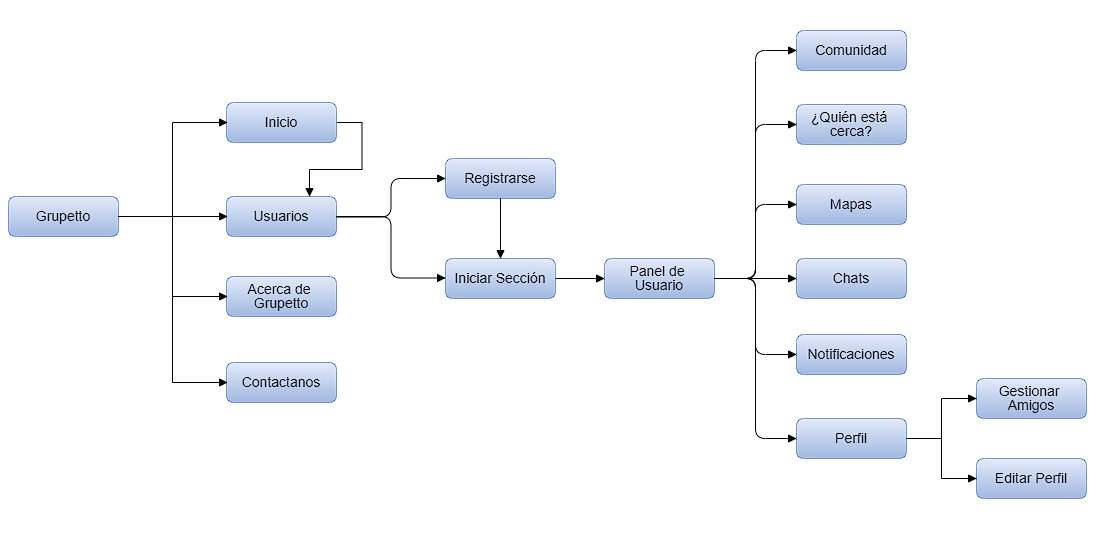 Grupetto
Inicio
Usuarios
Acerca de
Grupetto
Contactanos
Registrarse
Iniciar Sección
Panel de
Usuario
Comunidad
¿Quién está
cerca?
Mapas
Chats
Notificaciones
Perfil
Gestionar
Amigos
Editar Perfil